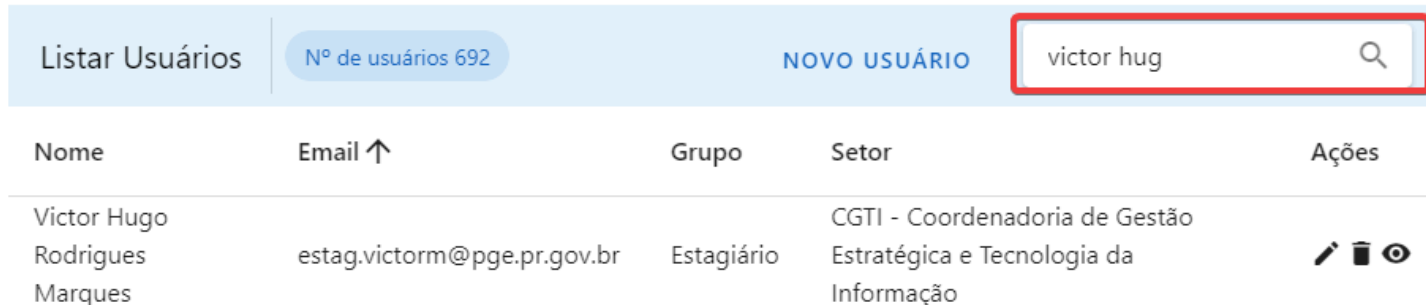 Listar Usuários Nº de usuários 692 NOVO USUÁRIO victor hug
Nome Email Grupo Setor Ações
Victor Hugo
Rodrigues
Marques
estag.victorm@pge.pr.gov.br
Estagiário
CGTI - Coordenadoria de Gestão
Estratégica e Tecnologia da
Informação